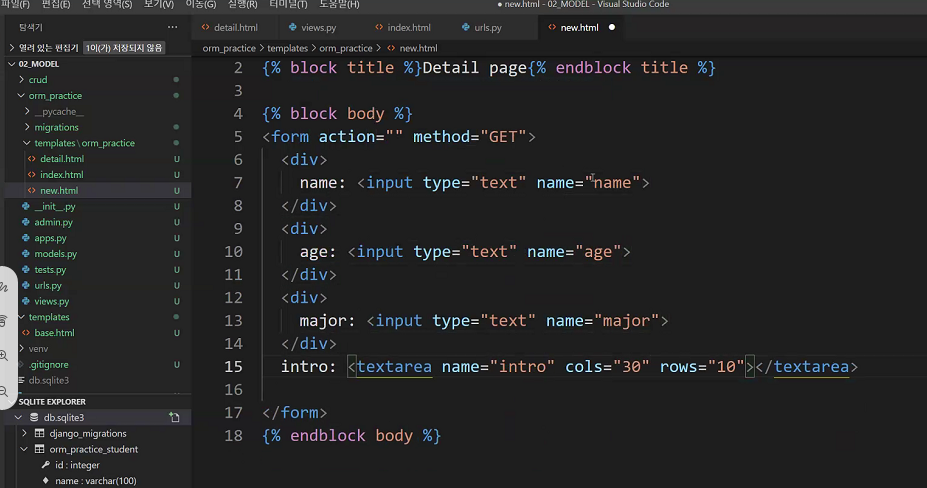 파일(F) 편집(E) 선택 영역(S) 보기(V) 이동(G) 실행(R) 터미널(T) 도움말(H) ● new.html - 02_MODEL - Visual Studio Code
탐색기 ···
열려 있는 편집기 1이(가) 저장되지 않음
02_MODEL
crud
orm_practice
__pycache__
migrations
templates \ orm_practice
detail.html U
index.html U
new.html U
__init__.py U
admin.py U
apps.py U
models.py U
tests.py U
urls.py U
views.py U
templates
base.html U
venv
.gitignore U
db.sqlite3
SQLITE EXPLORER
db.sqlite3
django_migrations
orm_practice_student
id : integer
name : varchar(100)
detail.html views.py index.html urls.py new.html ●
orm_practice > templates > orm_practice > new.html
2 {% block title %}Detail page{% endblock title %}
3
4 {% block body %}
5 <form action="" method="GET">
6 <div>
7 name: <input type="text" name="name">
8 </div>
9 <div>
10 age: <input type="text" name="age">
11 </div>
12 <div>
13 major: <input type="text" name="major">
14 </div>
15 intro: <textarea name="intro" cols="30" rows="10"></textarea>
16
17 </form>
18 {% endblock body %}